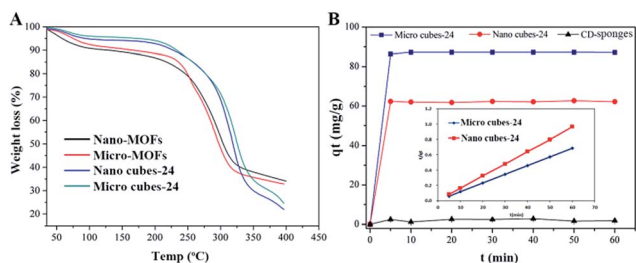 A
Weight loss (%)
100
90
80
70
60
50
40
30
20
Nano-MOFs
Micro-MOFs
Nano cubes-24
Micro cubes-24
50 100 150 200 250 300 350 400 450
Temp (ºC)
B
Micro cubes-24 Nano cubes-24 CD-sponges
qt (mg/g)
100
80
60
40
20
0
Micro cubes-24
Nano cubes-24
1.2
1.0
0.8
0.6
0.4
0.2
0.0
0 10 20 30 40 50 60 70
t(min)
0 10 20 30 40 50 60
t (min)